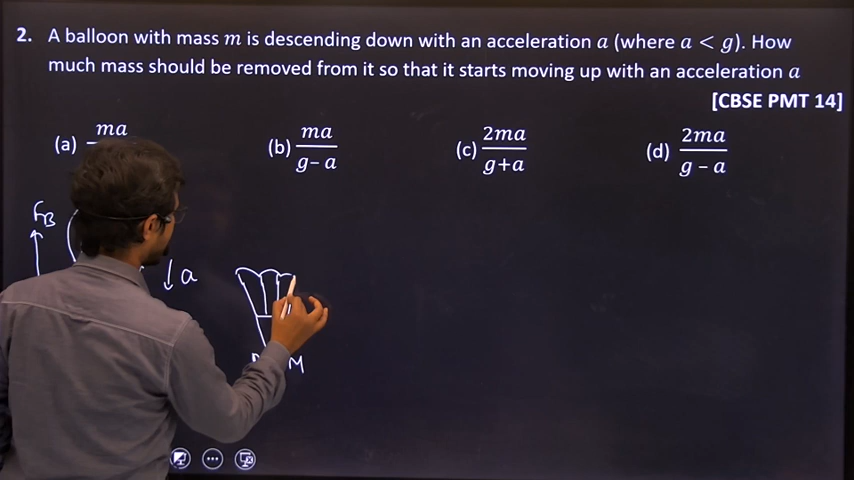 2. A balloon with mass m is descending down with an acceleration a (where a < g). How
much mass should be removed from it so that it starts moving up with an acceleration a
[CBSE PMT 14]
(a) ma
(b) ma/g– a
(c) 2ma/g+a
(d) 2ma/g – a
FB
a
M